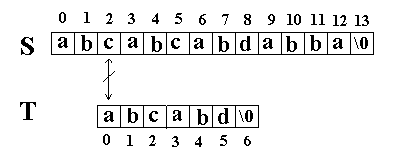 0 1 2 3 4 5 6 7 8 9 10 11 12 13
S a b c a b c a b d a b b a \0
T a b c a b d \0
0 1 2 3 4 5 6